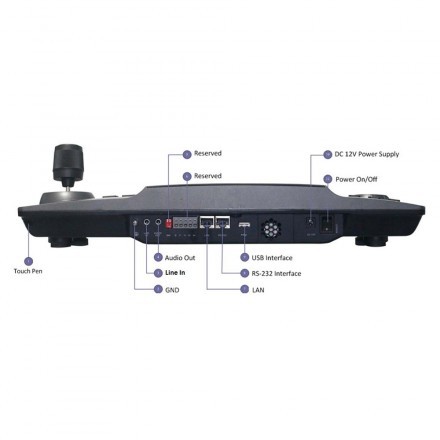 Reserved
Reserved
DC 12V Power Supply
Power On/Off
Touch Pen
Audio Out
Line In
GND
USB Interface
RS-232 Interface
LAN